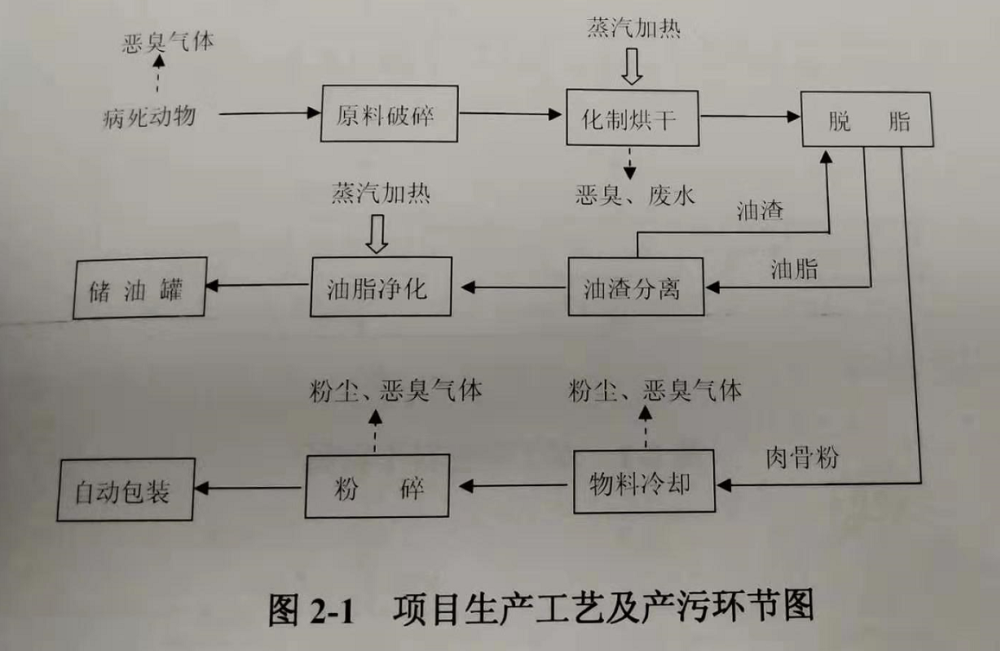 恶臭气体
蒸汽加热
病死动物
原料破碎
化制烘干
脱 脂
蒸汽加热
恶臭、废水
油渣
储油罐
油脂净化
油渣分离
油脂
粉尘、恶臭气体
粉尘、恶臭气体
肉骨粉
自动包装
粉 碎
物料冷却
图 2-1 项目生产工艺及产污环节图